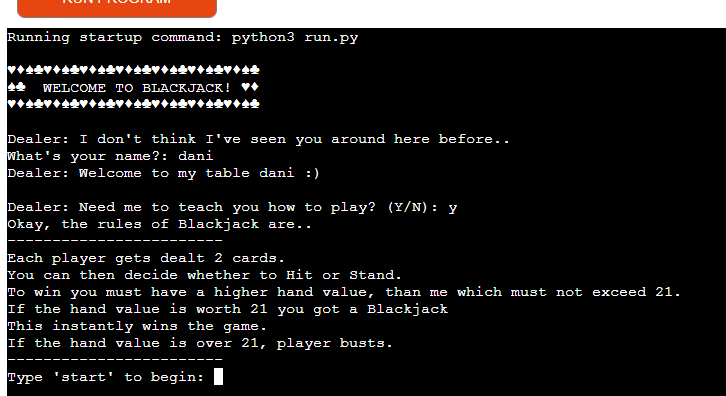 RUN PROGRAM
Running startup command: python3 run.py
♥♦♠♣♥♦♠♣♥♦♠♣♥♦♠♣♥♦♠♣♥♦♠♣♥♦♠♣
♠♣  WELCOME TO BLACKJACK! ♥♦
♥♦♠♣♥♦♠♣♥♦♠♣♥♦♠♣♥♦♠♣♥♦♠♣♥♦♠♣
Dealer: I don't think I've seen you around here before..
What's your name?: dani
Dealer: Welcome to my table dani :)
Dealer: Need me to teach you how to play? (Y/N): y
Okay, the rules of Blackjack are..
------------------------
Each player gets dealt 2 cards.
You can then decide whether to Hit or Stand.
To win you must have a higher hand value, than me which must not exceed 21.
If the hand value is worth 21 you got a Blackjack
This instantly wins the game.
If the hand value is over 21, player busts.
------------------------
Type 'start' to begin: